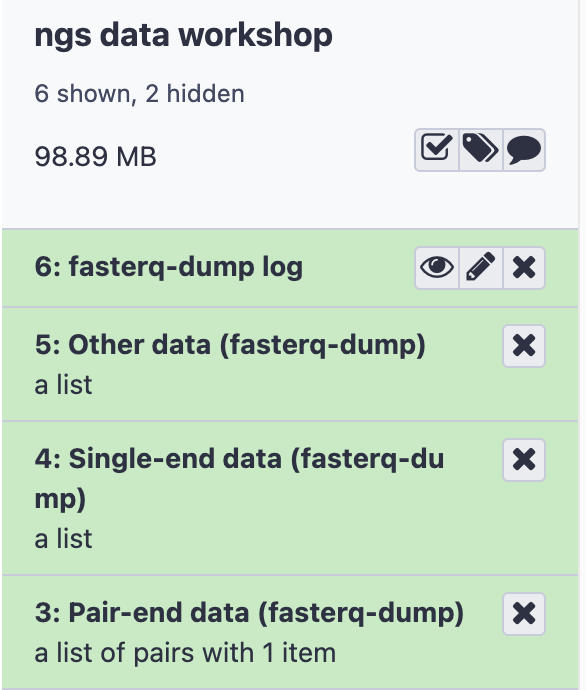 ngs data workshop
6 shown, 2 hidden
98.89 MB
6: fasterq-dump log
5: Other data (fasterq-dump)
a list
4: Single-end data (fasterq-du
mp)
a list
3: Pair-end data (fasterq-dump)
a list of pairs with 1 item